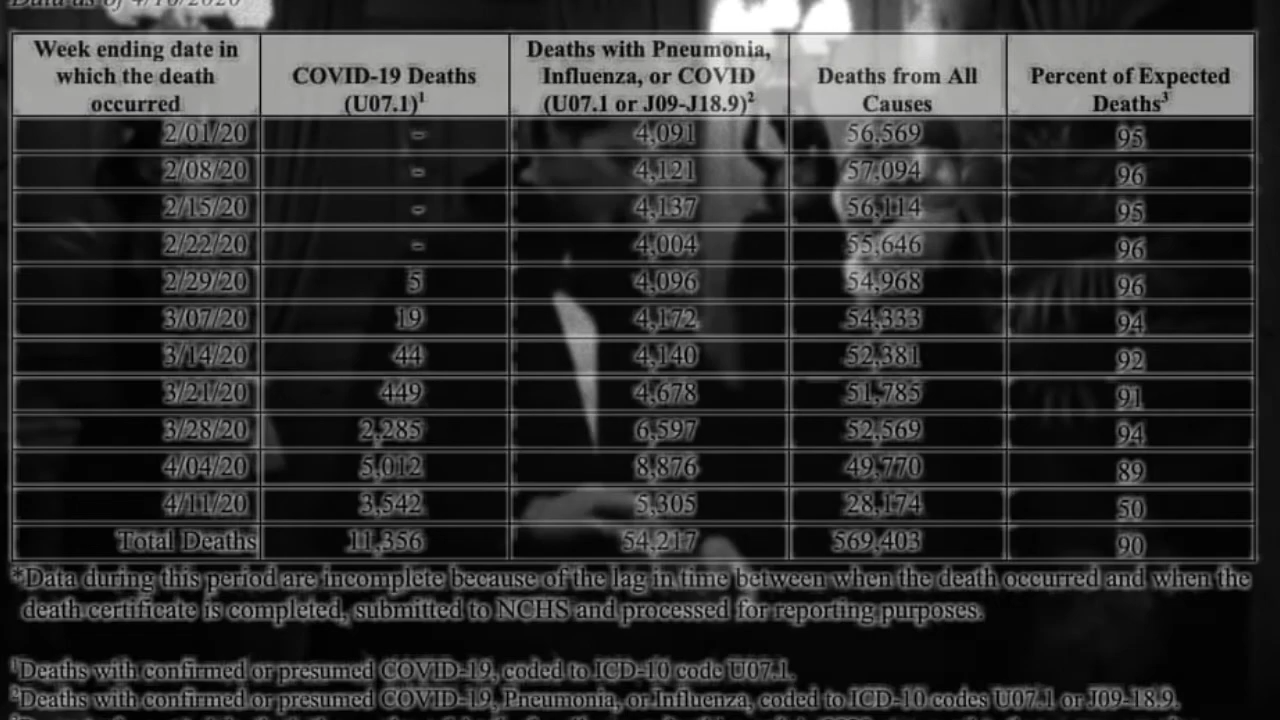 Data as of 4/16/2020
Week ending date in which the death occurred COVID-19 Deaths (U07.1)¹ Deaths with Pneumonia, Influenza, or COVID (U07.1 or J09-J18.9)² Deaths from All Causes Percent of Expected Deaths³
2/01/20 - 4,091 56,569 95
2/08/20 - 4,121 57,094 96
2/15/20 - 4,137 56,114 95
2/22/20 - 4,004 55,646 96
2/29/20 5 4,096 54,968 96
3/07/20 19 4,172 54,333 94
3/14/20 44 4,140 52,381 92
3/21/20 449 4,678 51,785 91
3/28/20 2,285 6,597 52,569 94
4/04/20 5,012 8,876 49,770 89
4/11/20 3,542 5,305 28,174 50
Total Deaths 11,356 54,217 569,403 90
*Data during this period are incomplete because of the lag in time between when the death occurred and when the
death certificate is completed, submitted to NCHS and processed for reporting purposes.
¹Deaths with confirmed or presumed COVID-19, coded to ICD-10 code U07.1.
²Deaths with confirmed or presumed COVID-19, Pneumonia, or Influenza, coded to ICD-10 codes U07.1 or J09-18.9.